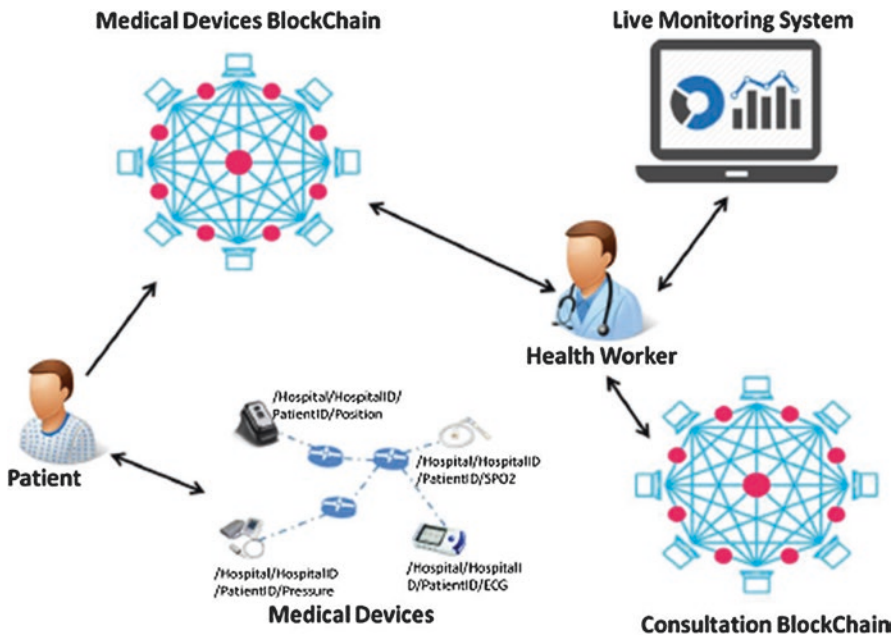 Medical Devices BlockChain
Live Monitoring System
Health Worker
/Hospital/HospitalID/
PatientID/Position
/Hospital/HospitalID
/PatientID/SPO2
Patient
/Hospital/HospitalID
/PatientID/Pressure
/Hospital/HospitalI
D/PatientID/ECG
Medical Devices
Consultation BlockChain